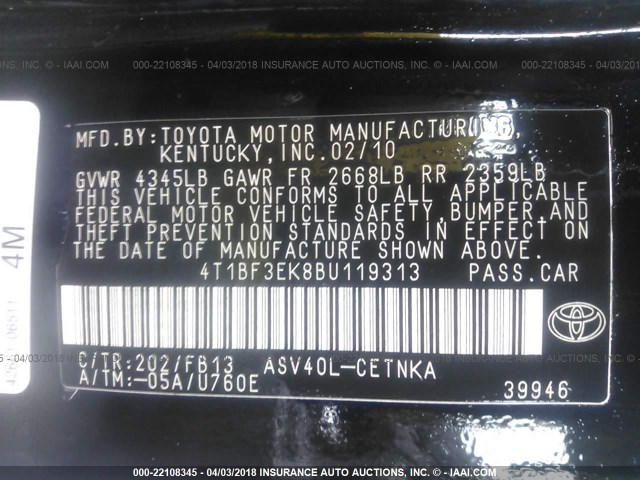 000-22108345 - 04/03/2018 INSURANCE AUTO AUCTIONS, INC. - IAAI.COM
MFD.BY:TOYOTA MOTOR MANUFACTURING,
KENTUCKY,INC.02/10
GVWR 4345LB GAWR FR 2668LB RR 2359LB
THIS VEHICLE CONFORMS TO ALL APPLICABLE
FEDERAL MOTOR VEHICLE SAFETY,BUMPER,AND
THEFT PREVENTION STANDARDS IN EFFECT ON
THE DATE OF MANUFACTURE SHOWN ABOVE.
4T1BF3EK8BU119313 PASS.CAR
C/TR:202/FB13 ASV40L-CETNKA
A/TM:-05A/U760E 39946
4M
000-22108345 - 04/03/2018 INSURANCE AUTO AUCTIONS, INC. - IAAI.COM